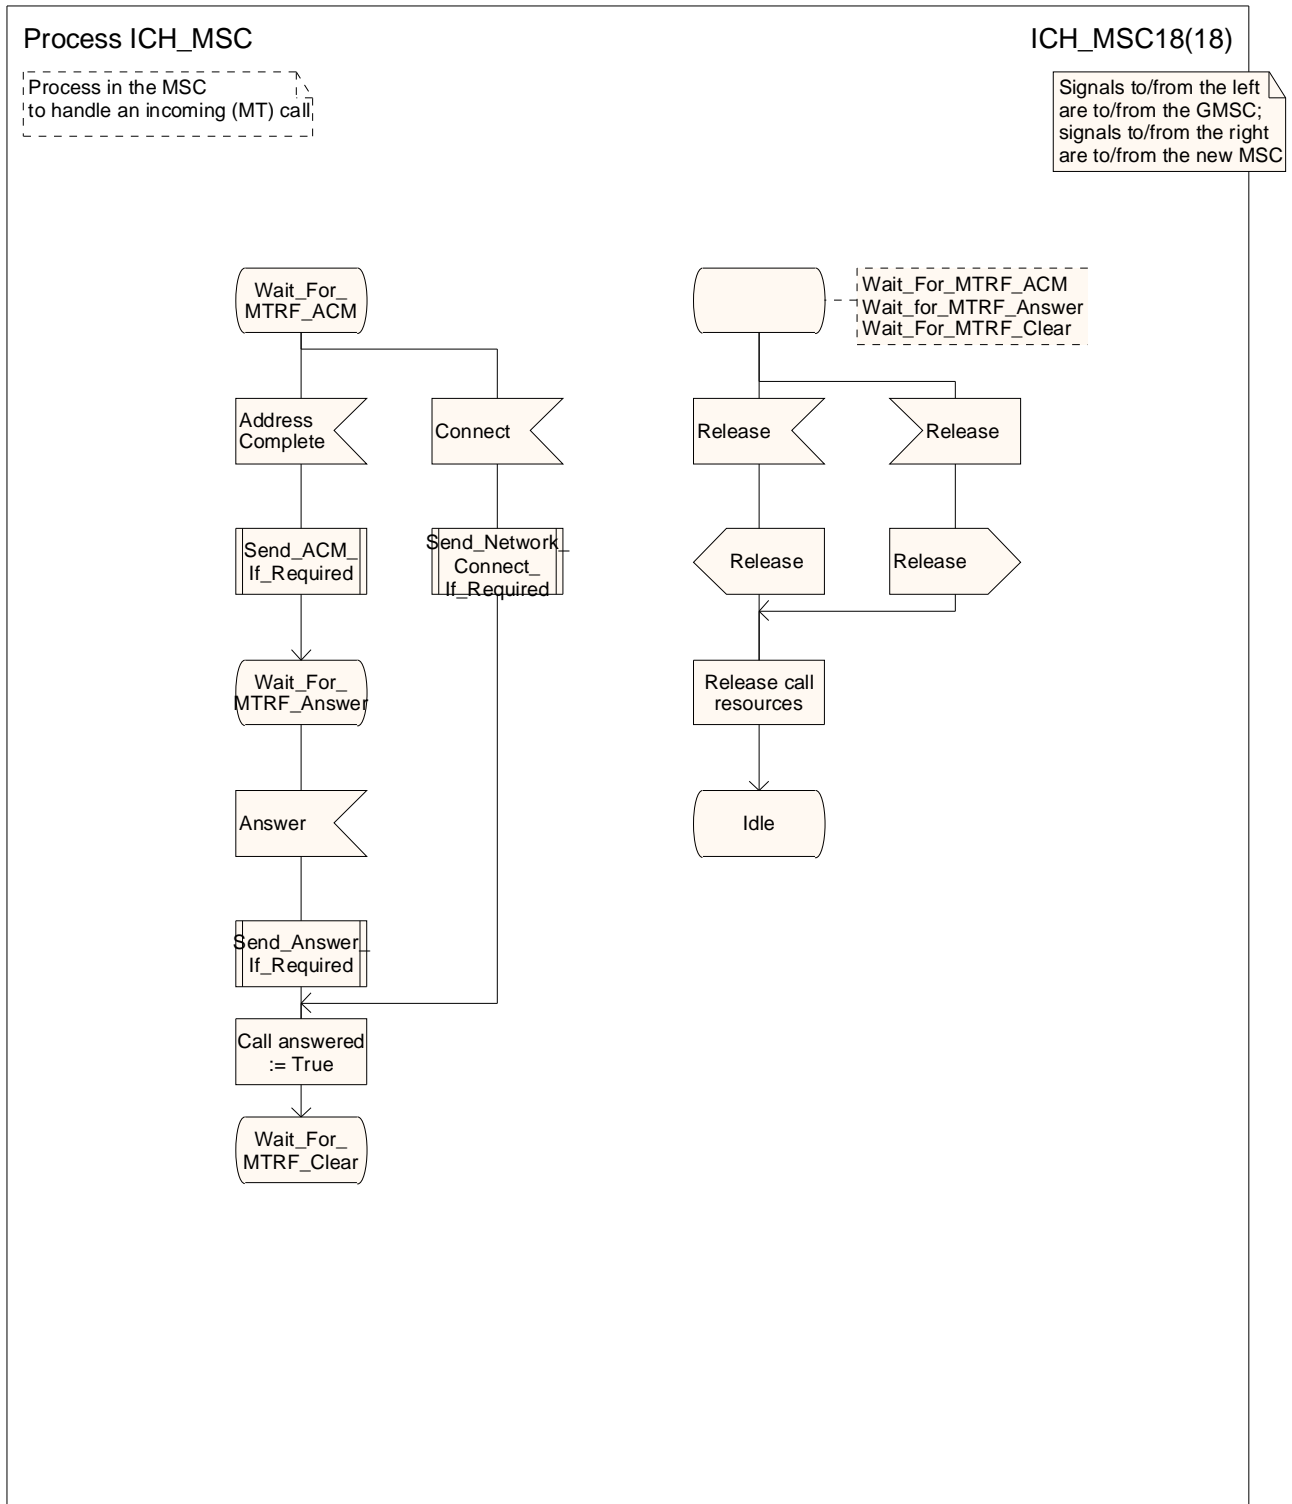 Process ICH_MSC
ICH_MSC18(18)
Process in the MSC
to handle an incoming (MT) call
Signals to/from the left
are to/from the GMSC;
signals to/from the right
are to/from the new MSC
Wait_For_
MTRF_ACM
Address
Complete
Connect
Send_ACM_
If_Required
Send_Network_
Connect_
If_Required
Wait_For_
MTRF_Answer
Answer
Send_Answer_
If_Required
Call answered
:= True
Wait_For_
MTRF_Clear
Wait_For_MTRF_ACM
Wait_for_MTRF_Answer
Wait_For_MTRF_Clear
Release
Release
Release
Release
Release call
resources
Idle